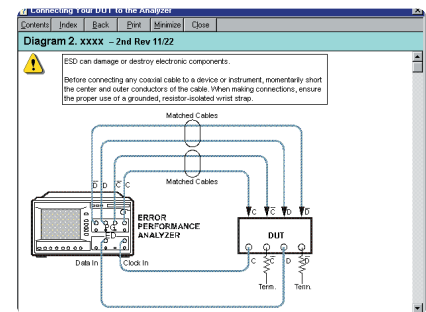 Connecting Your DUT to the Analyzer
Contents Index Back Print Minimize Close
Diagram 2. xxxx – 2nd Rev 11/22
ESD can damage or destroy electronic components.
Before connecting any coaxial cable to a device or instrument, momentarily short
the center and outer conductors of the cable. When making connections, ensure
the proper use of a grounded, resistor-isolated wrist strap.
Matched Cables
Matched Cables
D̅ D C̅ C
C C̅ D D̅
ERROR
PERFORMANCE
ANALYZER
DUT
C C̅ D D̅
Data In Clock In
Term. Term.